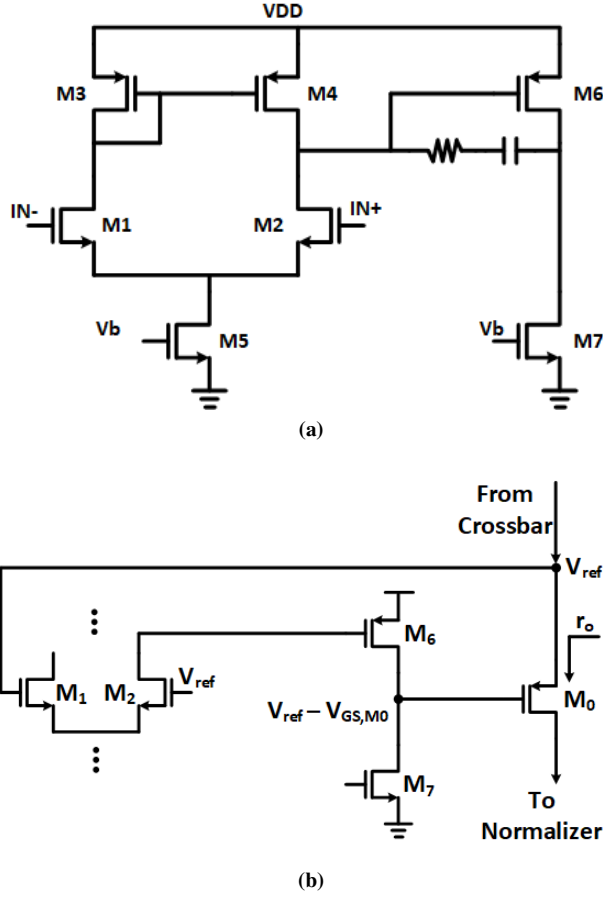 VDD
M3
M4
M6
IN-
M1
M2
IN+
Vb
M5
Vb
M7
(a)
From
Crossbar
Vref
ro
M6
M1
M2
Vref
M0
Vref – VGS,M0
M7
To
Normalizer
(b)